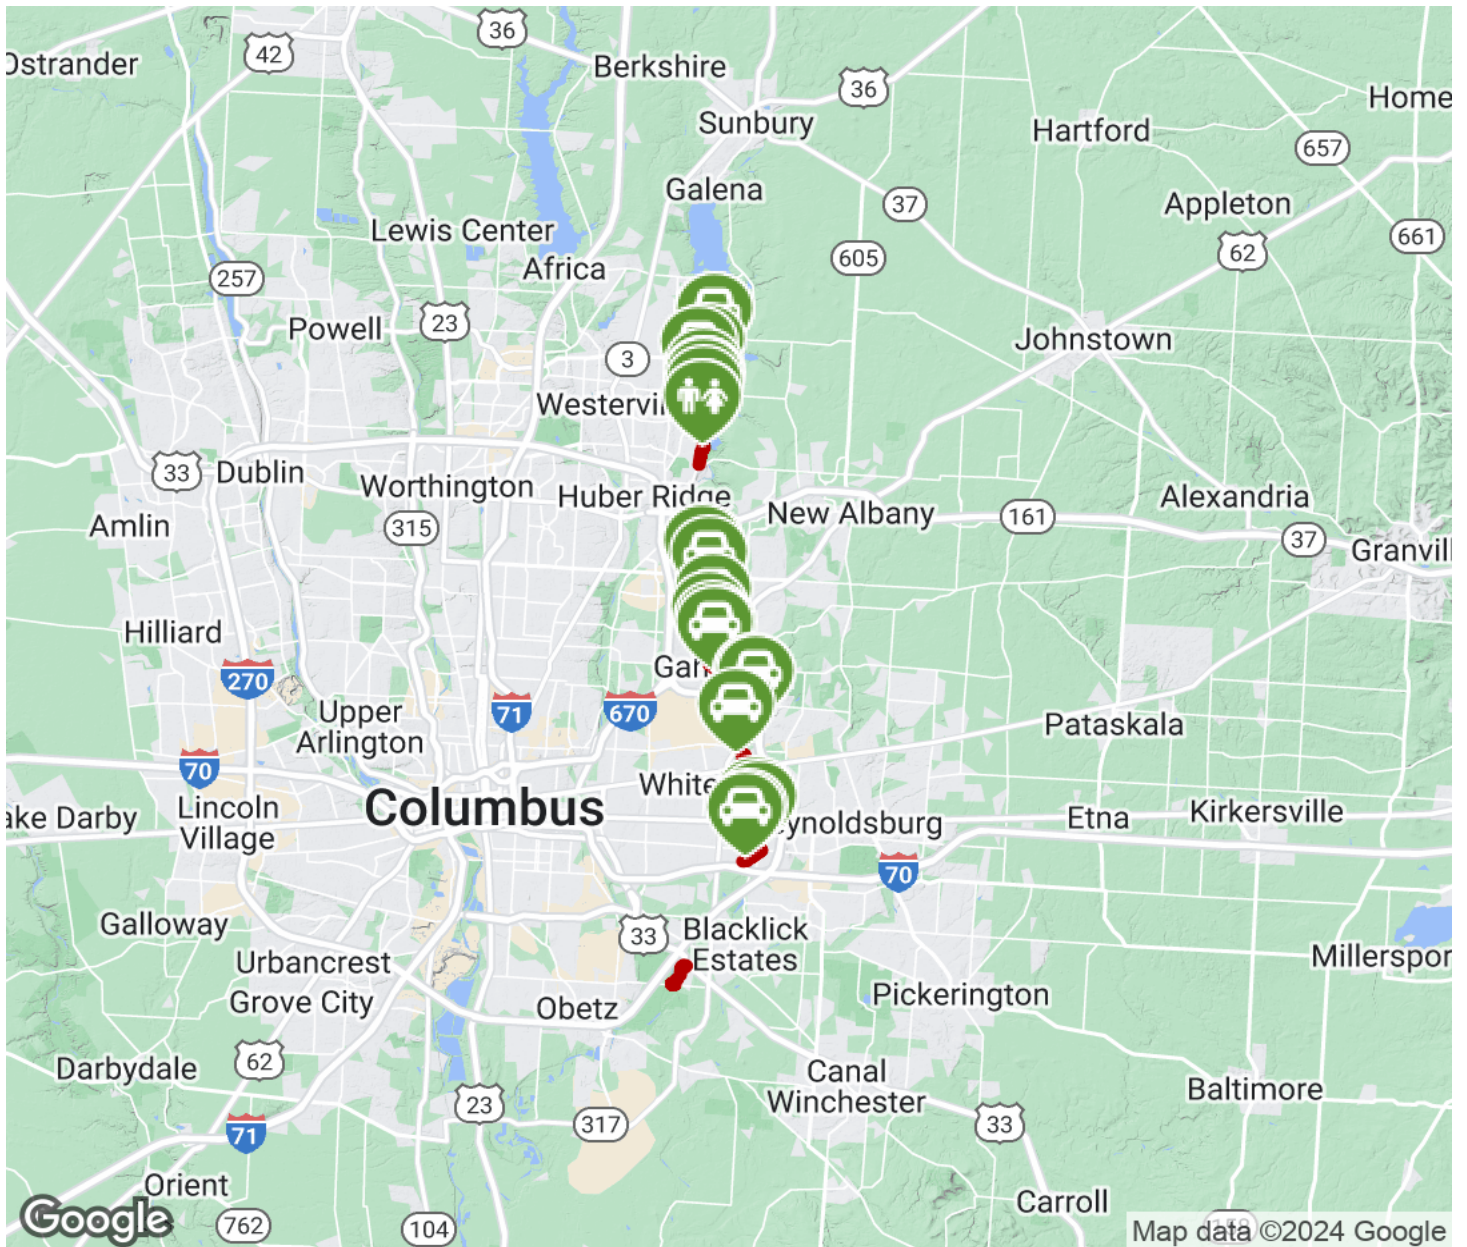 36
42
Ostrander
Berkshire
36
Home
Sunbury
Hartford
657
Galena
37
Appleton
Lewis Center
661
62
Africa
605
257
23
Powell
Johnstown
3
Westervi
33
Dublin
Worthington
Huber Ridge
Alexandria
315
New Albany
161
Amlin
37
Granvill
Hilliard
Gah
270
71
670
Upper
Arlington
Pataskala
70
White
Lincoln
Village
Columbus
ake Darby
ynoldsburg
Etna
Kirkersville
70
Galloway
33
Blacklick
Estates
Millerspor
Urbancrest
Grove City
Obetz
Pickerington
62
Darbydale
Canal
Winchester
Baltimore
23
317
33
71
Orient
Carroll
Google
762
104
158
Map data ©2024 Google